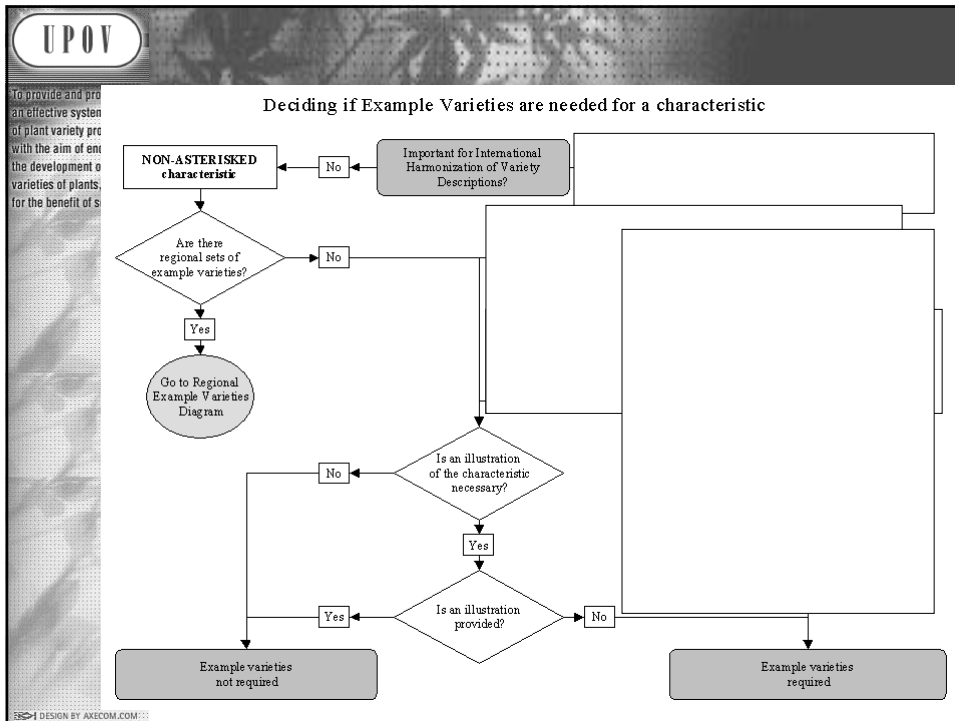 UPOV
To provide and pro
an effective system
of plant variety pro
with the aim of en
the development o
varieties of plants,
for the benefit of s
Deciding if Example Varieties are needed for a characteristic
NON-ASTERISKED
characteristic
No
Important for International
Harmonization of Variety
Descriptions?
Are there
regional sets of
example varieties?
No
Yes
Go to Regional
Example Varieties
Diagram
Is an illustration
of the characteristic
necessary?
No
Yes
Is an illustration
provided?
Yes
No
Example varieties
not required
Example varieties
required
DESIGN BY AXECOM.COM